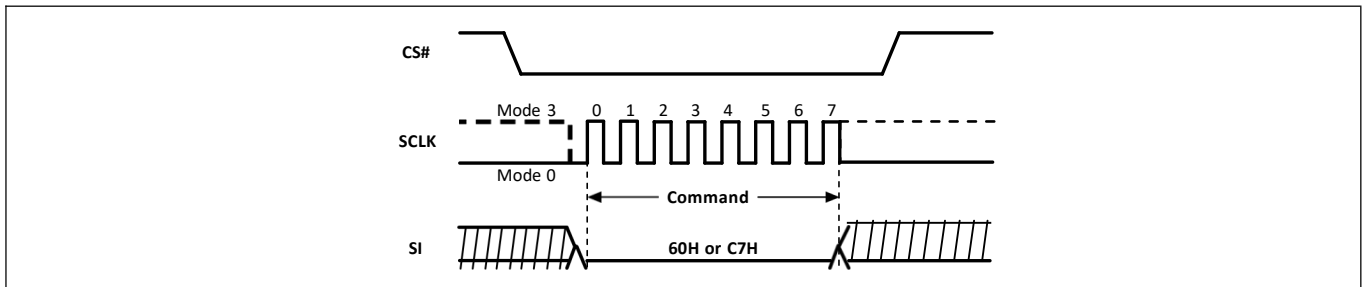 CS#
Mode 3 0 1 2 3 4 5 6 7
SCLK
Mode 0
Command
SI 60H or C7H